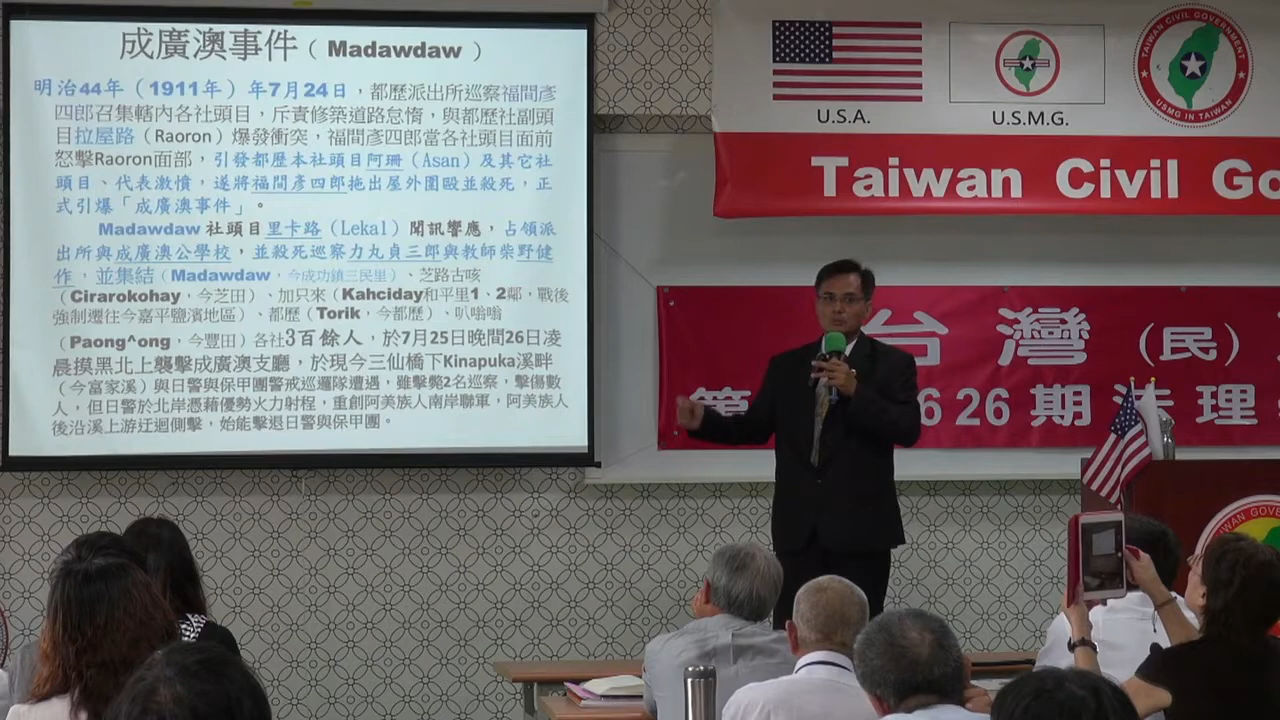 成廣澳事件（Madawdaw）
明治44年（1911年）年7月24日，都歷派出所巡察福間彥
四郎召集轄內各社頭目，斥責修築道路怠惰，與都歷社副頭
目拉屋路（Raoron）爆發衝突，福間彥四郎當各社頭目面前
怒擊Raoron面部，引發都歷本社頭目阿珊（Asan）及其它社
頭目、代表激憤，遂將福間彥四郎拖出屋外圍毆並殺死，正
式引爆「成廣澳事件」。
Madawdaw 社頭目里卡路（Lekal）聞訊響應，占領派
出所與成廣澳公學校，並殺死巡察力丸貞三郎與教師柴野健
作，並集結（Madawdaw，今成功鎮三民里）、芝路古咳
（Cirarokohay，今芝田）、加只來（Kahciday和平里1、2鄰，戰後
強制遷往今嘉平鹽濱地區）、都歷（Torik，今都歷）、叭嗡嗡
（Paong^ong，今豐田）各社3百餘人，於7月25日晚間26日凌
晨摸黑北上襲擊成廣澳支廳，於現今三仙橋下Kinapuka溪畔
（今富家溪）與日警與保甲團警戒巡邏隊遭遇，雖擊斃2名巡察，擊傷數
人，但日警於北岸憑藉優勢火力射程，重創阿美族人南岸聯軍，阿美族人
後沿溪上游迂迴側擊，始能擊退日警與保甲團。
U.S.A.
U.S.M.G.
TAIWAN CIVIL GOVERNMENT
USMG IN TAIWAN
Taiwan Civil Go
台灣（民）
第
626期法理
TAIWAN GOVER